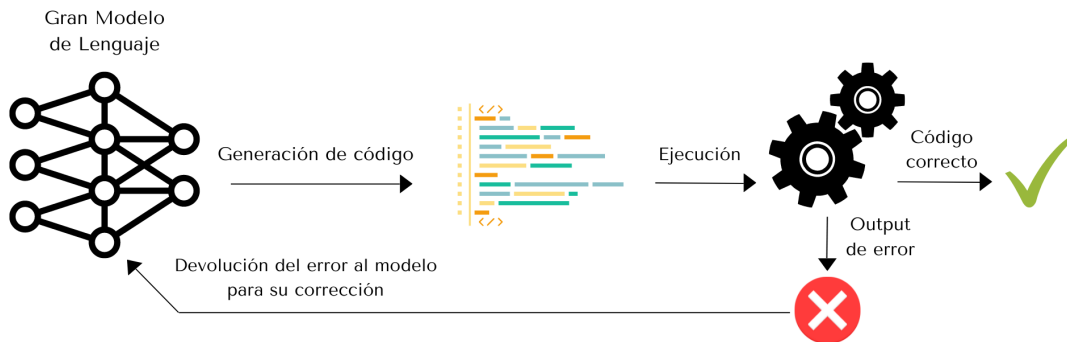 Gran Modelo
de Lenguaje
Generación de código
</>
</>
Ejecución
Código
correcto
Output
de error
Devolución del error al modelo
para su corrección